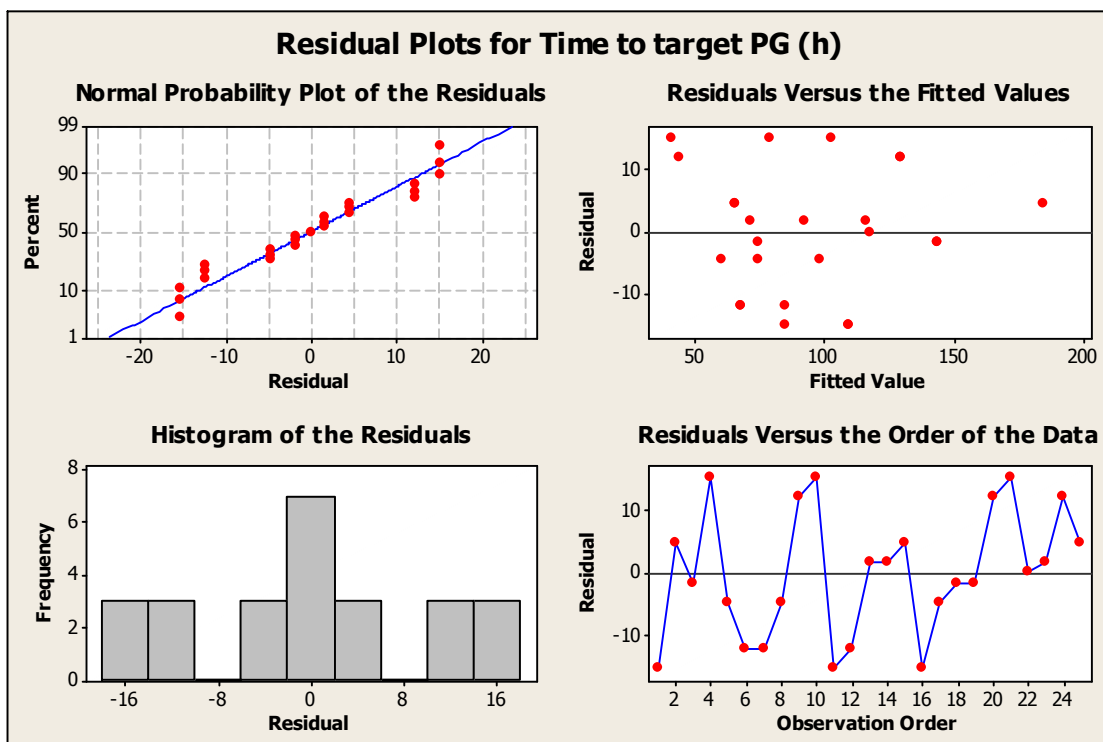 Residual Plots for Time to target PG (h)
Normal Probability Plot of the Residuals
99
90
50
10
1
Percent
-20 -10 0 10 20
Residual
Residuals Versus the Fitted Values
10
0
-10
Residual
50 100 150 200
Fitted Value
Histogram of the Residuals
8
6
4
2
0
Frequency
-16 -8 0 8 16
Residual
Residuals Versus the Order of the Data
10
0
-10
Residual
2 4 6 8 10 12 14 16 18 20 22 24
Observation Order